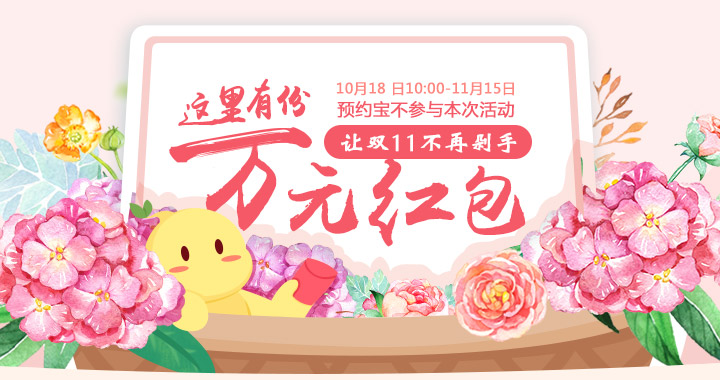 这里有份
10月18 日10:00-11月15日
预约宝不参与本次活动
让双11不再剁手
万元红包